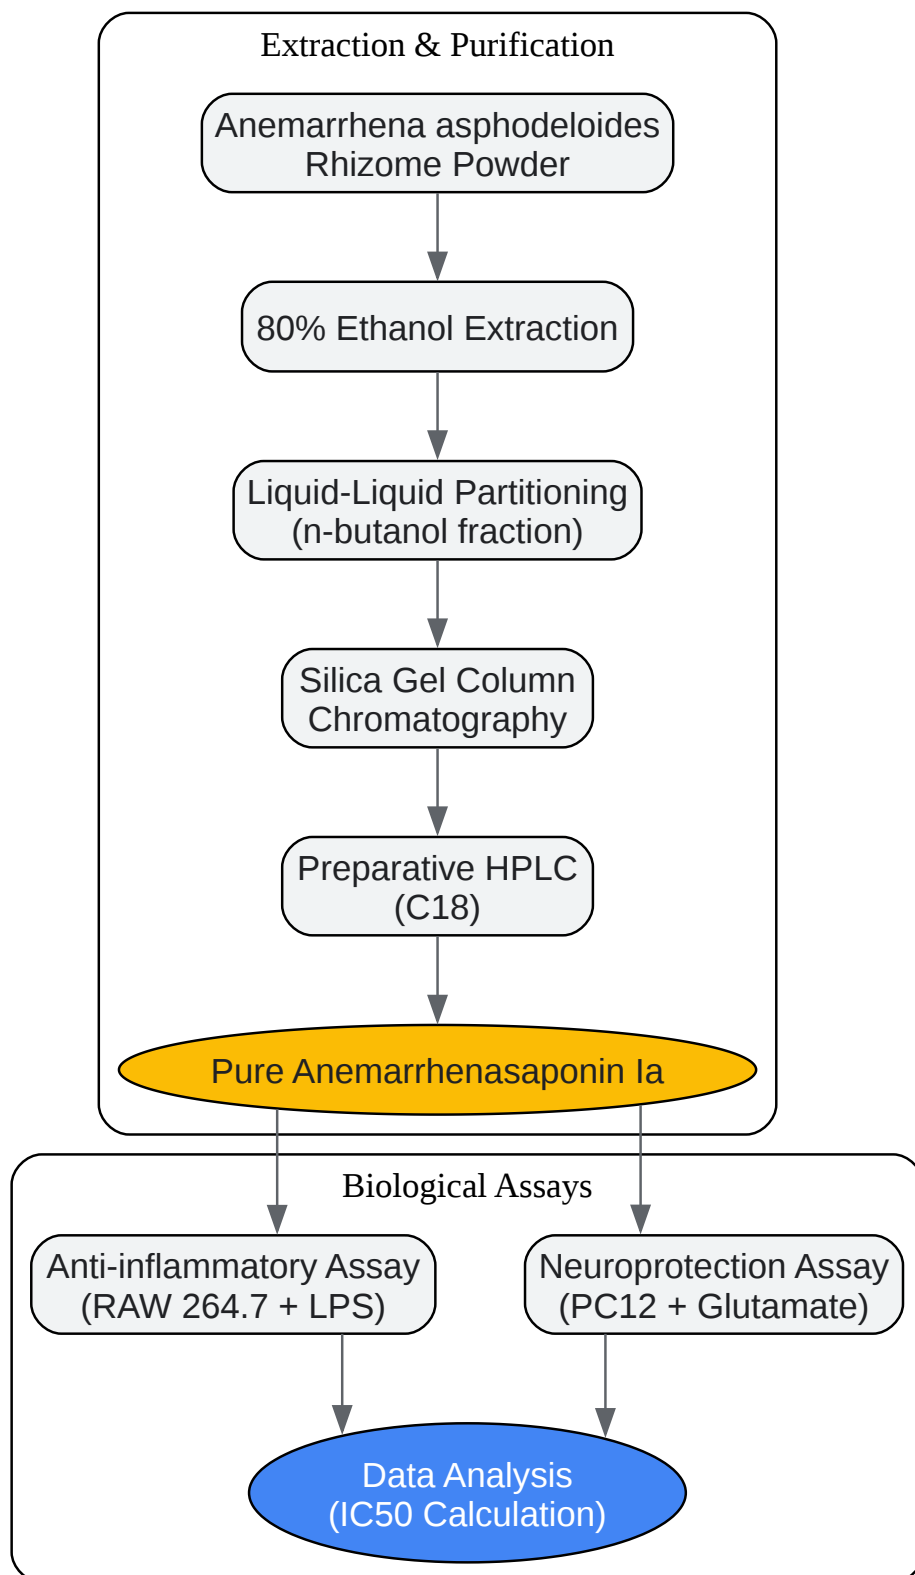 Extraction & Purification
Anemarrhena asphodeloides
Rhizome Powder
80% Ethanol Extraction
Liquid-Liquid Partitioning
(n-butanol fraction)
Silica Gel Column
Chromatography
Preparative HPLC
(C18)
Pure Anemarrhenasaponin Ia
Biological Assays
Anti-inflammatory Assay
(RAW 264.7 + LPS)
Neuroprotection Assay
(PC12 + Glutamate)
Data Analysis
(IC50 Calculation)